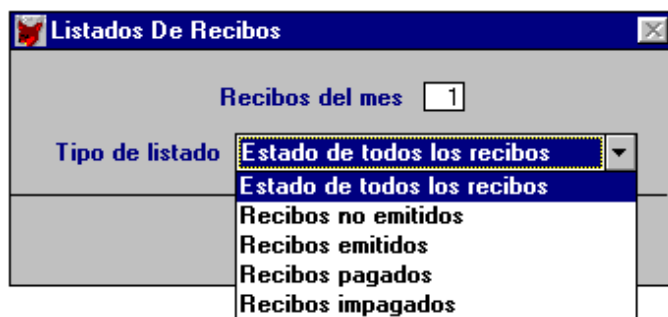 Listados De Recibos
Recibos del mes 1
Tipo de listado Estado de todos los recibos
Estado de todos los recibos
Recibos no emitidos
Recibos emitidos
Recibos pagados
Recibos impagados